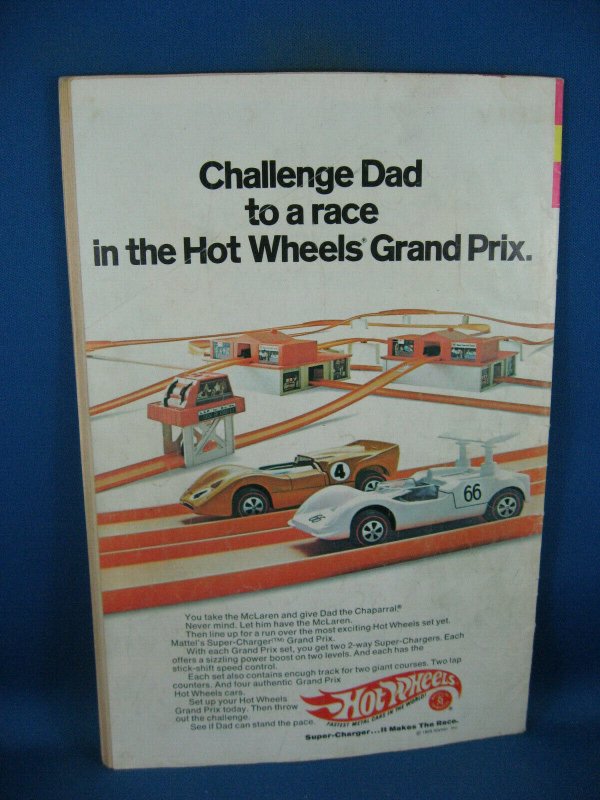 Challenge Dad
to a race
in the Hot Wheels® Grand Prix.
4
66
66
You take the McLaren and give Dad the Chaparral®
Never mind. Let him have the McLaren.
Then line up for a run over the most exciting Hot Wheels set yet.
Mattel's Super-Charger™ Grand Prix.
With each Grand Prix set, you get two 2-way Super-Chargers. Each
offers a sizzling power boost on two levels. And each has the
stick-shift speed control.
Each set also contains enough track for two giant courses. Two lap
counters. And four authentic Grand Prix
Hot Wheels cars.
Set up your Hot Wheels
Grand Prix today. Then throw
out the challenge.
See if Dad can stand the pace.
HOT WHEELS
FASTEST METAL CARS IN THE WORLD!
Super-Charger...It Makes The Race.